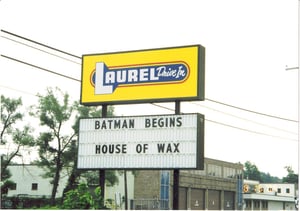 LAUREL Drive In
BATMAN BEGINS
HOUSE OF WAX